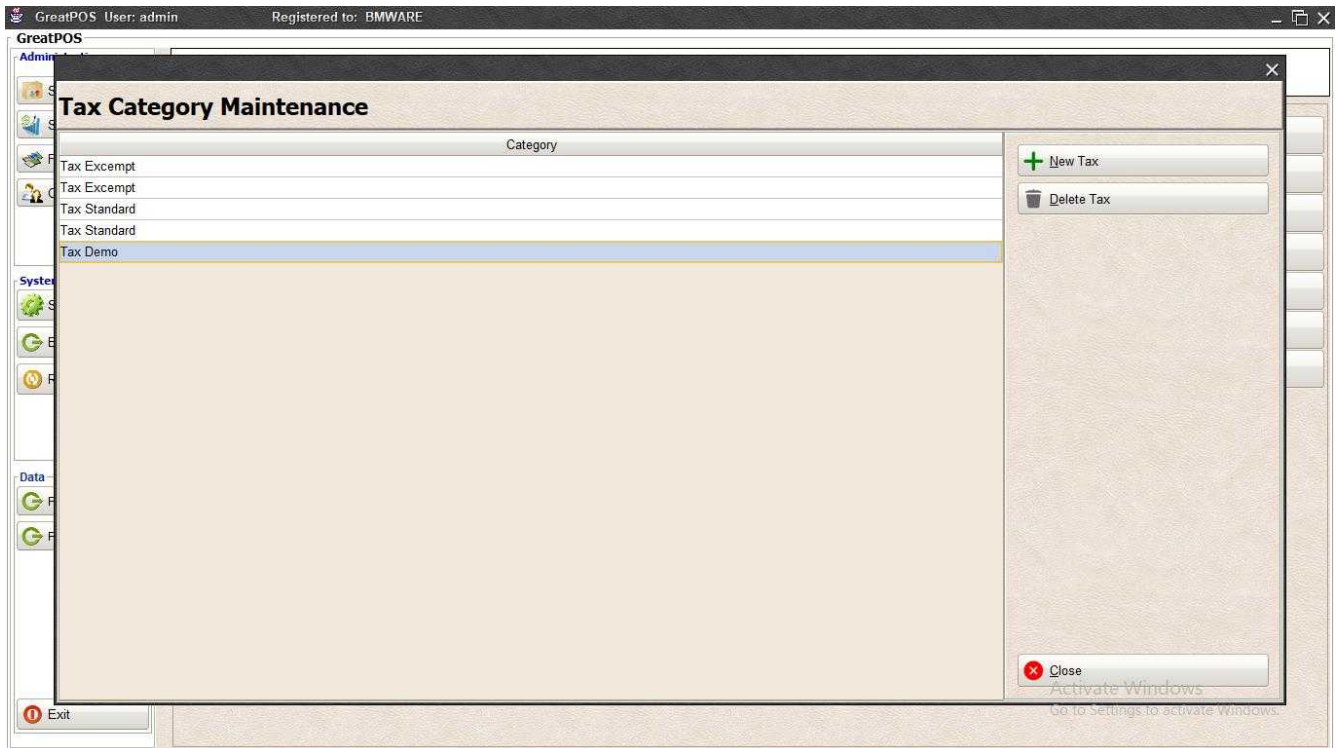 GreatPOS User: admin Registered to: BMWARE
GreatPOS
Tax Category Maintenance
Category
Tax Excempt
Tax Excempt
Tax Standard
Tax Standard
Tax Demo
New Tax
Delete Tax
Data
Close
Exit
Activate Windows
Go to Settings to activate Windows.